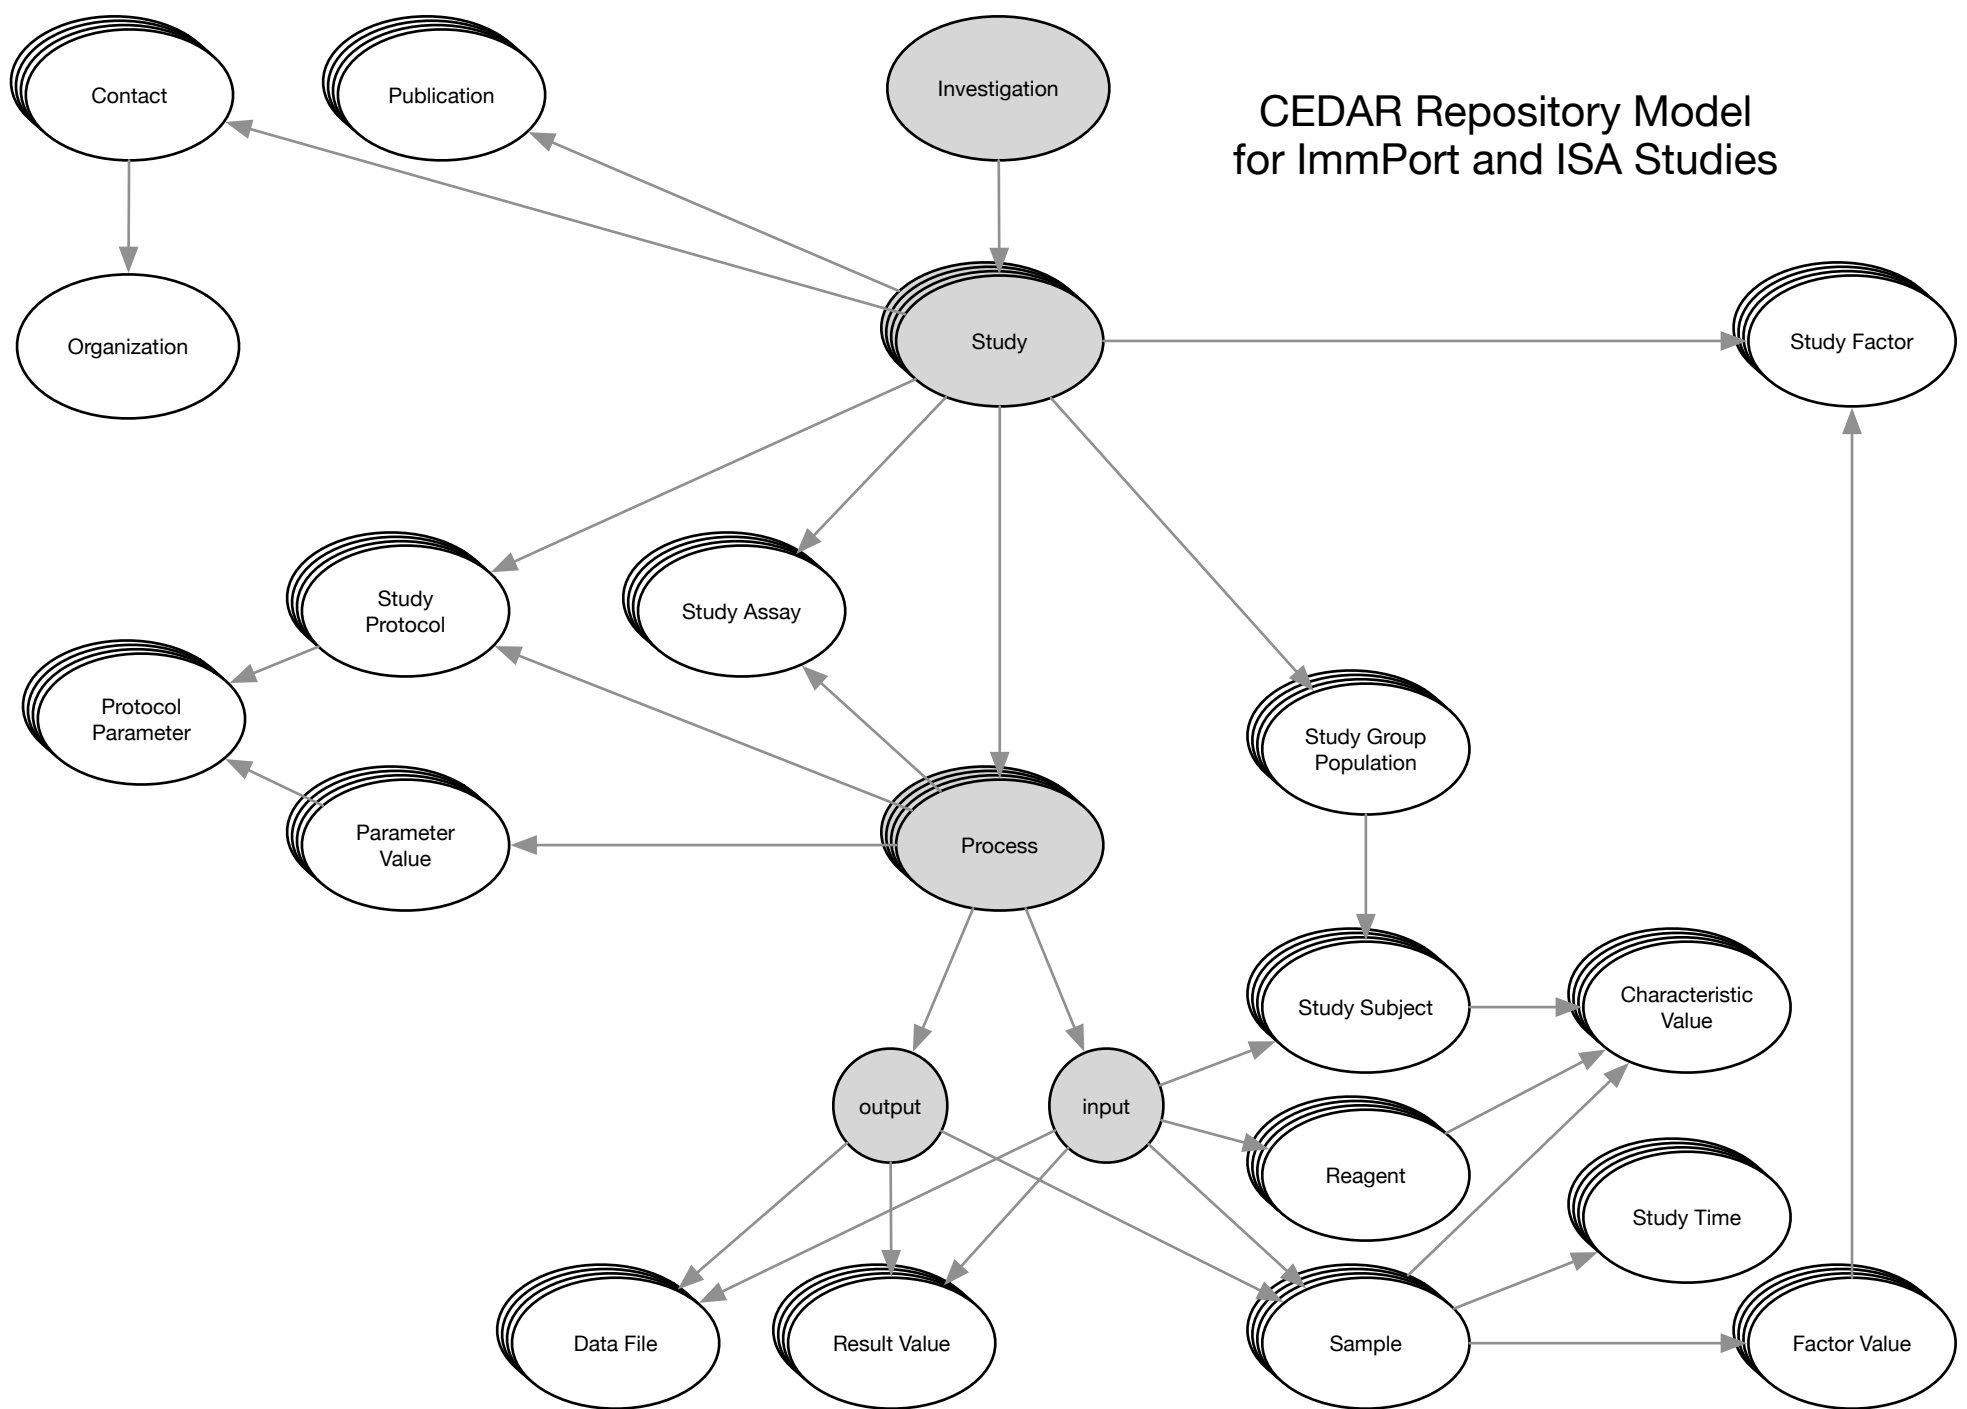 Contact
Publication
Investigation
CEDAR Repository Model
for ImmPort and ISA Studies
Organization
Study
Study Factor
Study
Protocol
Study Assay
Protocol
Parameter
Study Group
Population
Parameter
Value
Process
Study Subject
Characteristic
Value
output
input
Reagent
Study Time
Data File
Result Value
Sample
Factor Value